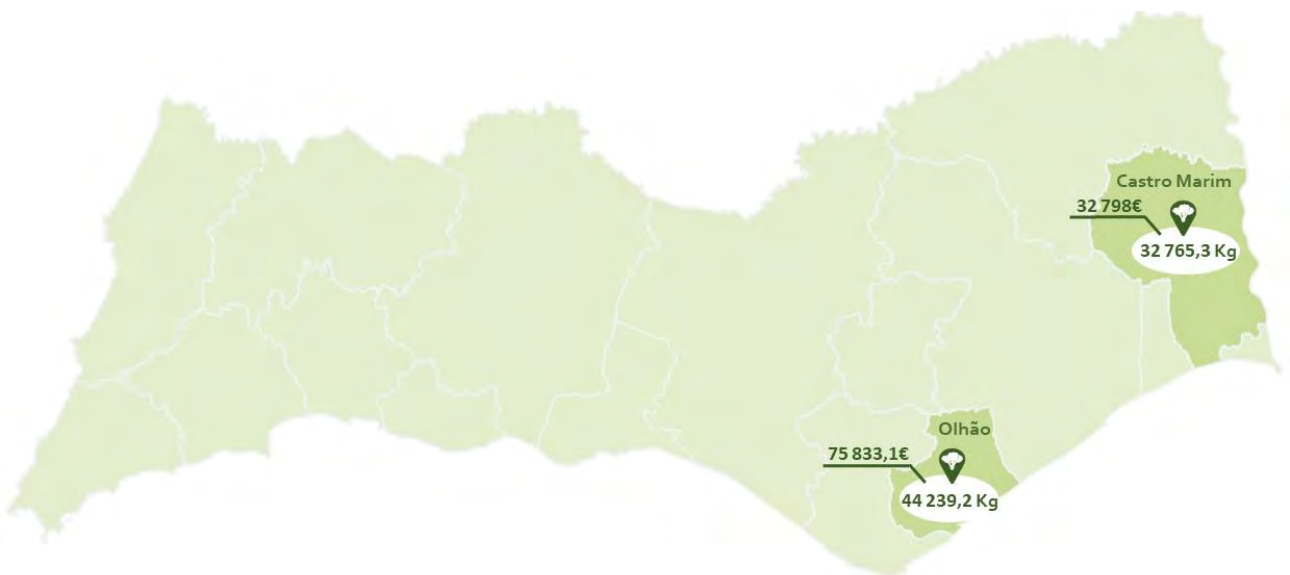 Castro Marim
32 798€
32 765,3 Kg
Olhão
75 833,1€
44 239,2 Kg